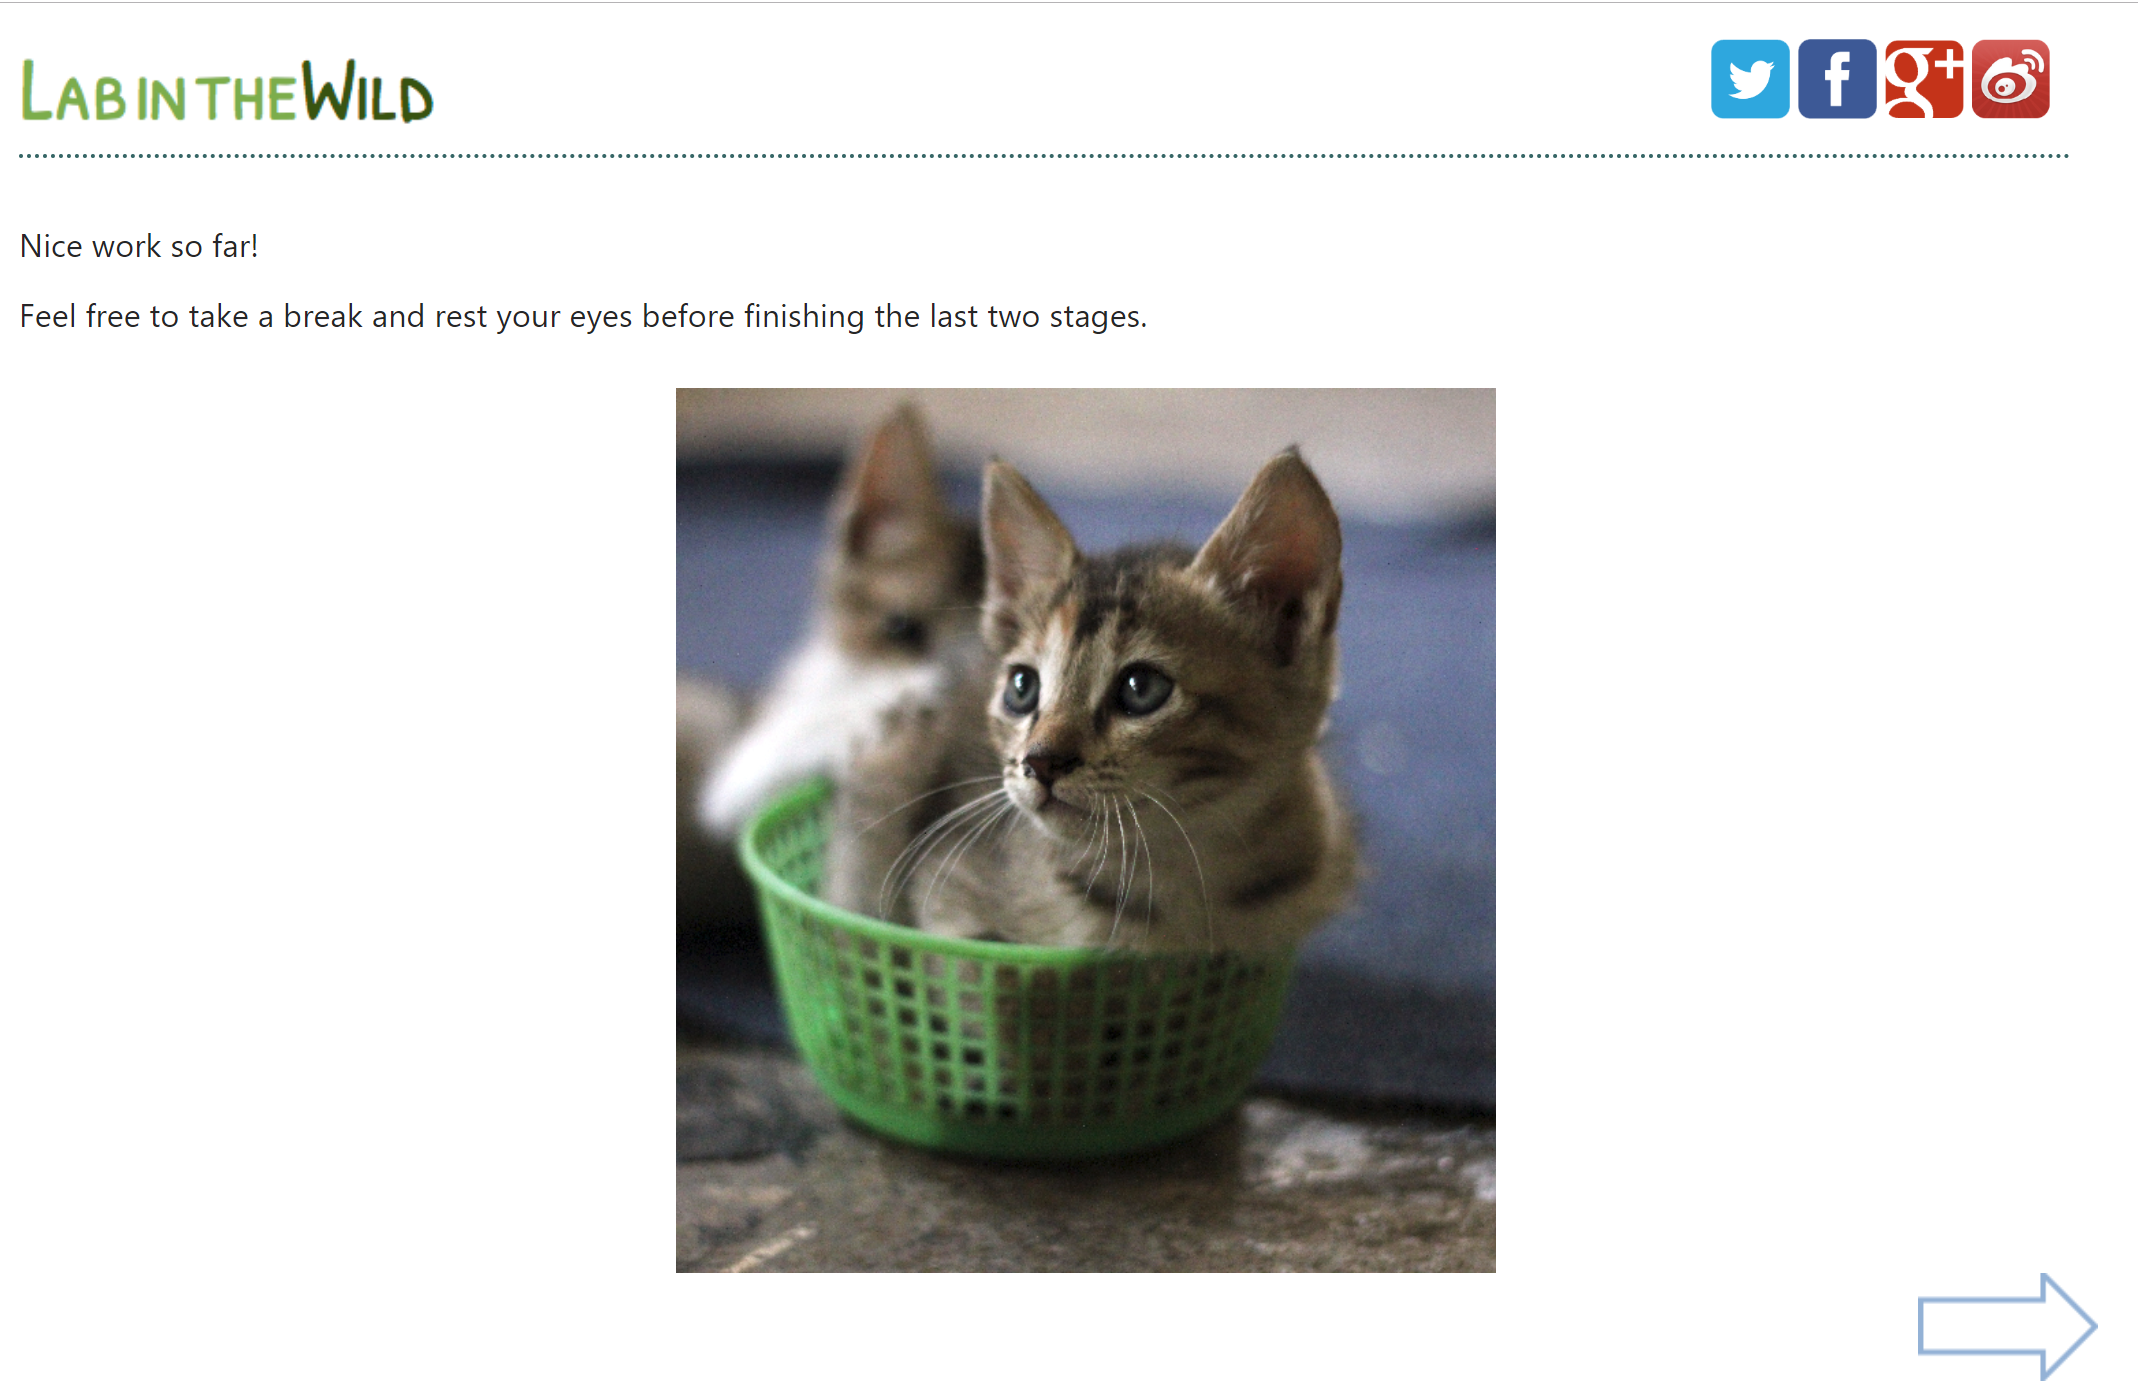 LAB IN THE WILD
Nice work so far!
Feel free to take a break and rest your eyes before finishing the last two stages.